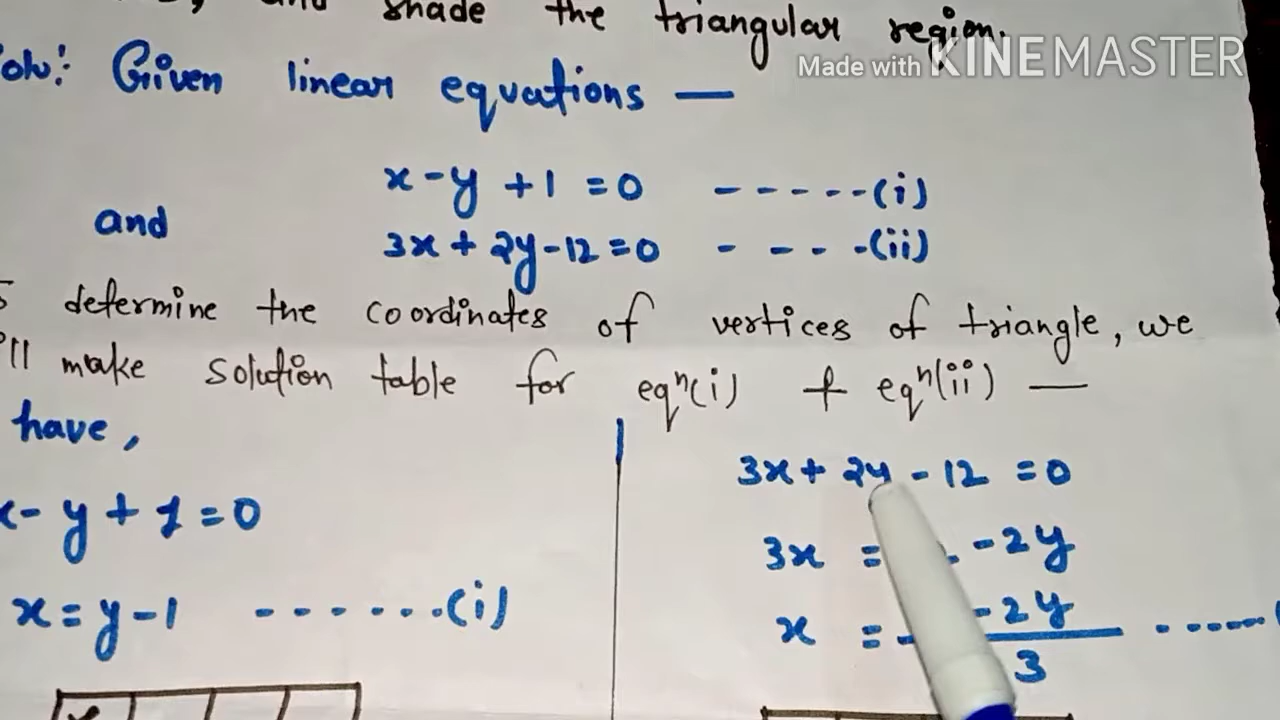 and shade the triangular region.
Made with KINEMASTER
Given linear equations —
x - y + 1 = 0 - - - - - - (i)
and
3x + 2y - 12 = 0 - - - - (ii)
determine the coordinates of vertices of triangle, we
'll make solution table for eqⁿ(i) & eqⁿ(ii) —
have,
x - y + 1 = 0
x = y - 1 - - - - - - - (i)
3x + 2y - 12 = 0
3x = - 2y
x = - 2y
3